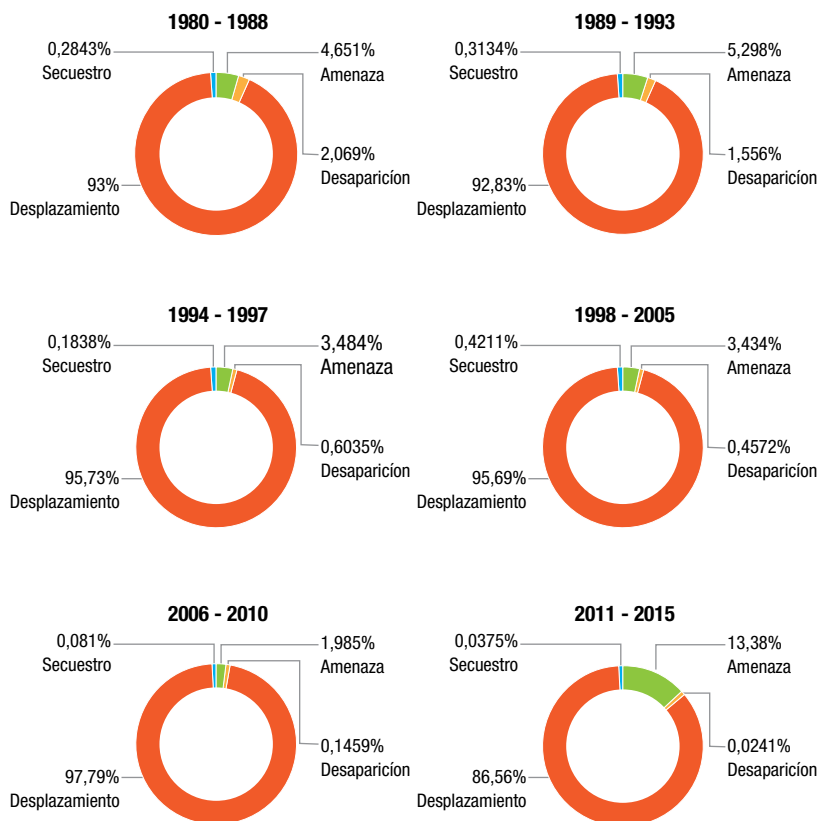 1980 - 1988
0,2843%
Secuestro
4,651%
Amenaza
2,069%
Desaparicíon
93%
Desplazamiento
1989 - 1993
0,3134%
Secuestro
5,298%
Amenaza
1,556%
Desaparicíon
92,83%
Desplazamiento
1994 - 1997
0,1838%
Secuestro
3,484%
Amenaza
0,6035%
Desaparicíon
95,73%
Desplazamiento
1998 - 2005
0,4211%
Secuestro
3,434%
Amenaza
0,4572%
Desaparicíon
95,69%
Desplazamiento
2006 - 2010
0,081%
Secuestro
1,985%
Amenaza
0,1459%
Desaparicíon
97,79%
Desplazamiento
2011 - 2015
0,0375%
Secuestro
13,38%
Amenaza
0,0241%
Desaparicíon
86,56%
Desplazamiento